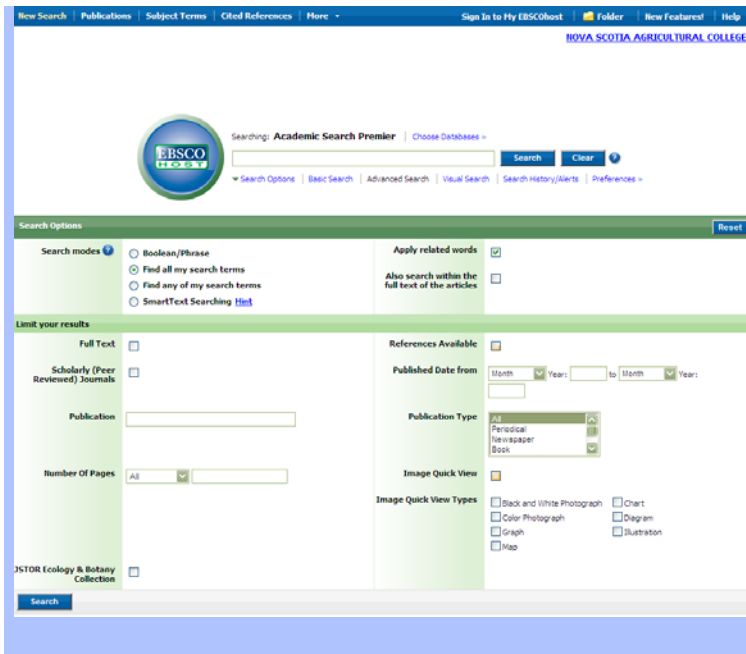 New Search | Publications | Subject Terms | Cited References | More
Sign In to My EBSCOhost | Folder | New Features! | Help
NOVA SCOTIA AGRICULTURAL COLLEGE
EBSCO
HOST
Searching: Academic Search Premier | Choose Databases »
Search Clear
Search Options | Basic Search | Advanced Search | Visual Search | Search History/Alerts | Preferences »
Search Options
Reset
Search modes
Boolean/Phrase
Find all my search terms
Find any of my search terms
SmartText Searching Hint
Apply related words
Also search within the
full text of the articles
Limit your results
Full Text
References Available
Scholarly (Peer
Reviewed) Journals
Published Date from
Month Year: to Month Year:
Publication
Publication Type
All
Periodical
Newspaper
Book
Number Of Pages
All
Image Quick View
Image Quick View Types
Black and White Photograph Chart
Color Photograph Diagram
Graph Illustration
Map
JSTOR Ecology & Botany
Collection
Search